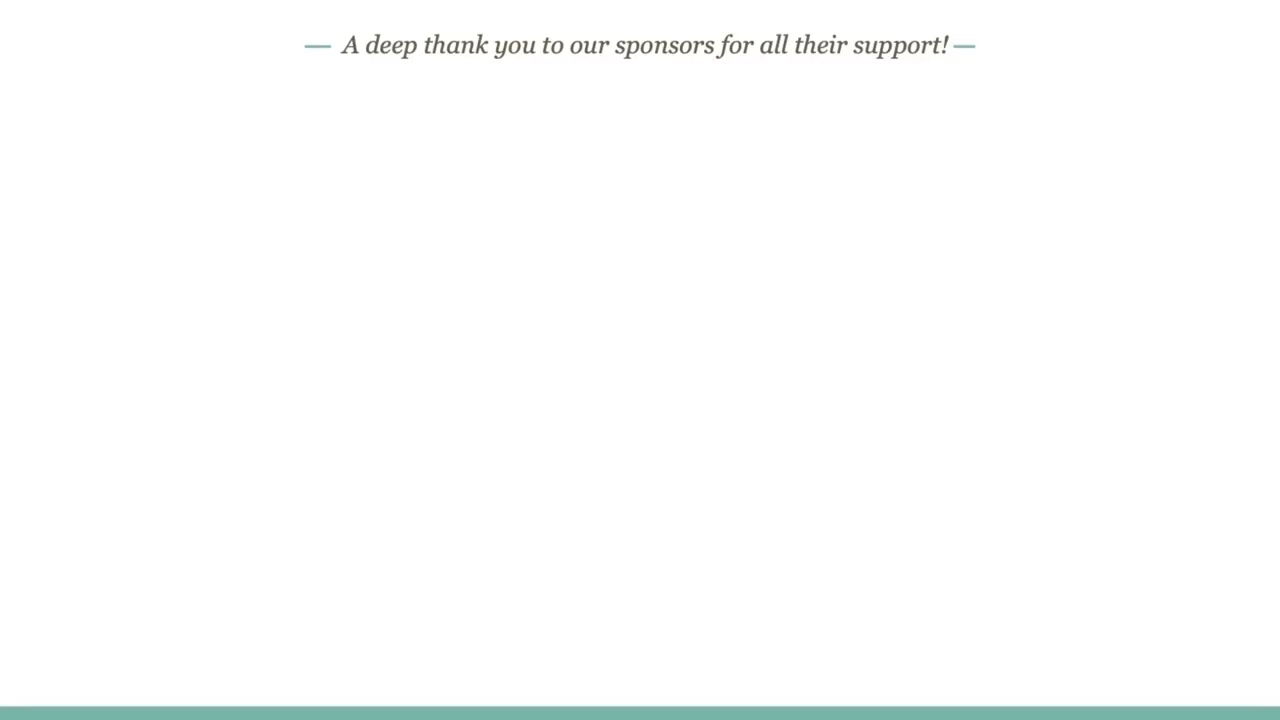 — A deep thank you to our sponsors for all their support! —